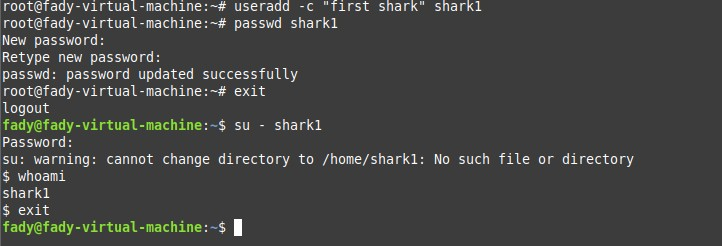 root@fady-virtual-machine:~# useradd -c "first shark" shark1
root@fady-virtual-machine:~# passwd shark1
New password:
Retype new password:
passwd: password updated successfully
root@fady-virtual-machine:~# exit
logout
fady@fady-virtual-machine:~$ su - shark1
Password:
su: warning: cannot change directory to /home/shark1: No such file or directory
$ whoami
shark1
$ exit
fady@fady-virtual-machine:~$